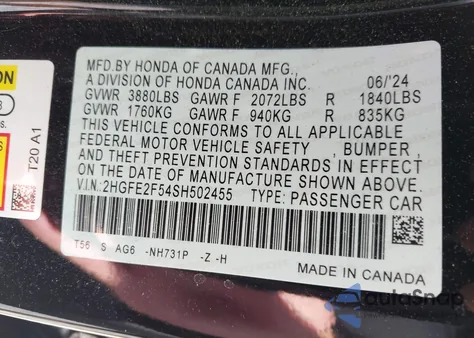 MFD.BY HONDA OF CANADA MFG.,
A DIVISION OF HONDA CANADA INC. 06/24
GVWR 3880LBS GAWR F 2072LBS R 1840LBS
GVWR 1760KG GAWR F 940KG R 835KG
THIS VEHICLE CONFORMS TO ALL APPLICABLE
FEDERAL MOTOR VEHICLE SAFETY , BUMPER,
AND THEFT PREVENTION STANDARDS IN EFFECT
ON THE DATE OF MANUFACTURE SHOWN ABOVE.
V.I.N:2HGFE2F54SH502455 TYPE: PASSENGER CAR
T56 S AG6 -NH731P -Z -H
MADE IN CANADA
ON
3
T20 A1
autoSnap